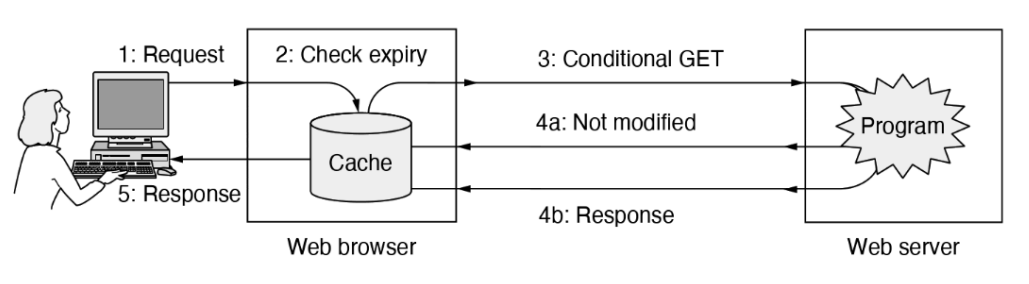 1: Request
2: Check expiry
3: Conditional GET
4a: Not modified
Program
Cache
5: Response
4b: Response
Web browser
Web server